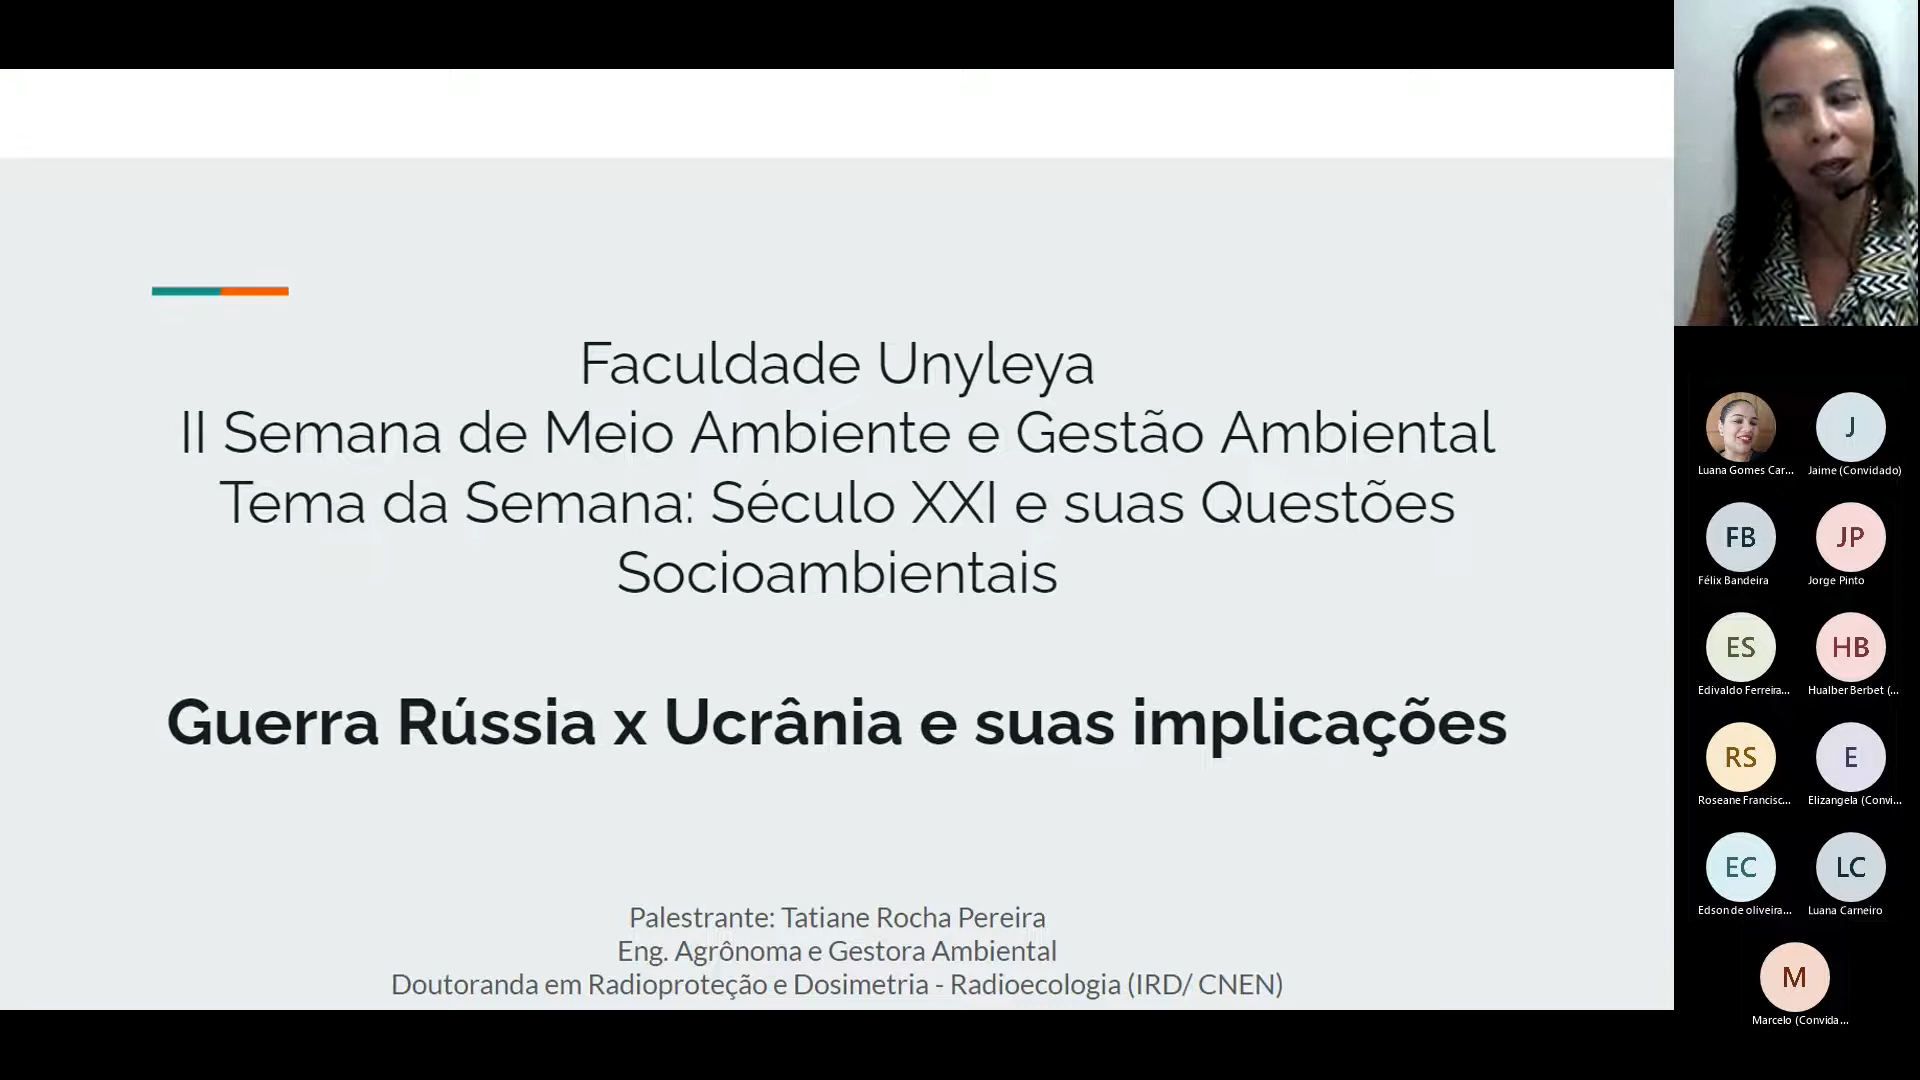 Faculdade Unyleya
II Semana de Meio Ambiente e Gestão Ambiental
Tema da Semana: Século XXI e suas Questões
Socioambientais
Guerra Rússia x Ucrânia e suas implicações
Palestrante: Tatiane Rocha Pereira
Eng. Agrônoma e Gestora Ambiental
Doutoranda em Radioproteção e Dosimetria - Radioecologia (IRD/ CNEN)
Luana Gomes Car...
J
Jaime (Convidado)
FB
Félix Bandeira
JP
Jorge Pinto
ES
Edivaldo Ferreira...
HB
Hualber Berbet (...
RS
Roseane Francisc...
E
Elizangela (Convi...
EC
Edson de oliveira...
LC
Luana Carneiro
M
Marcelo (Convida...